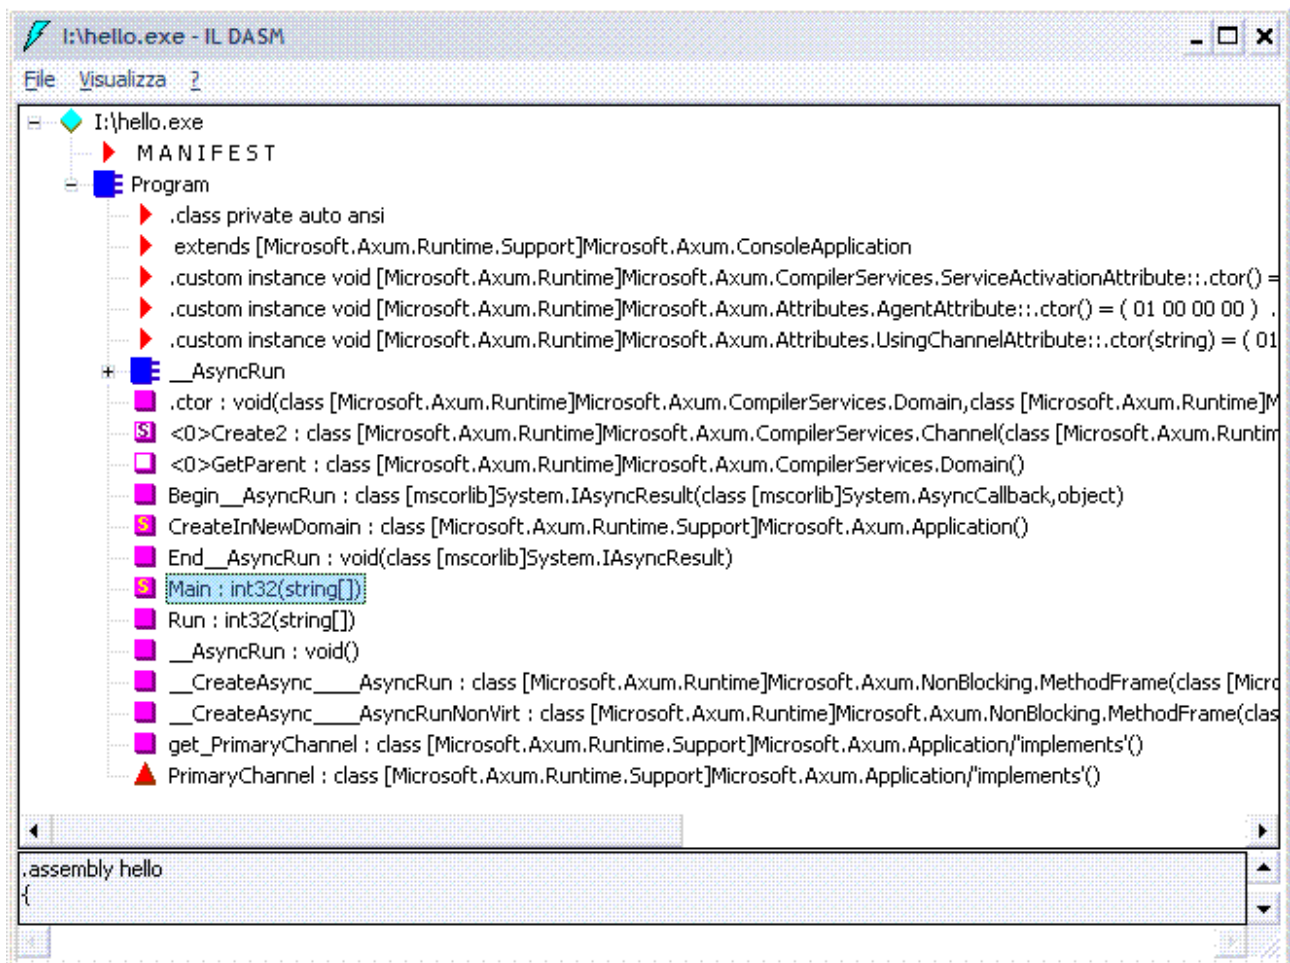 I:\hello.exe - IL DASM
File Visualizza ?
I:\hello.exe
M A N I F E S T
Program
.class private auto ansi
extends [Microsoft.Axum.Runtime.Support]Microsoft.Axum.ConsoleApplication
.custom instance void [Microsoft.Axum.Runtime]Microsoft.Axum.CompilerServices.ServiceActivationAttribute::.ctor() =
.custom instance void [Microsoft.Axum.Runtime]Microsoft.Axum.Attributes.AgentAttribute::.ctor() = ( 01 00 00 00 ) .
.custom instance void [Microsoft.Axum.Runtime]Microsoft.Axum.Attributes.UsingChannelAttribute::.ctor(string) = ( 01
__AsyncRun
.ctor : void(class [Microsoft.Axum.Runtime]Microsoft.Axum.CompilerServices.Domain,class [Microsoft.Axum.Runtime]M
S <0>Create2 : class [Microsoft.Axum.Runtime]Microsoft.Axum.CompilerServices.Channel(class [Microsoft.Axum.Runtim
<0>GetParent : class [Microsoft.Axum.Runtime]Microsoft.Axum.CompilerServices.Domain()
Begin__AsyncRun : class [mscorlib]System.IAsyncResult(class [mscorlib]System.AsyncCallback,object)
S CreateInNewDomain : class [Microsoft.Axum.Runtime.Support]Microsoft.Axum.Application()
End__AsyncRun : void(class [mscorlib]System.IAsyncResult)
S Main : int32(string[])
Run : int32(string[])
__AsyncRun : void()
__CreateAsync____AsyncRun : class [Microsoft.Axum.Runtime]Microsoft.Axum.NonBlocking.MethodFrame(class [Micro
__CreateAsync____AsyncRunNonVirt : class [Microsoft.Axum.Runtime]Microsoft.Axum.NonBlocking.MethodFrame(clas
get_PrimaryChannel : class [Microsoft.Axum.Runtime.Support]Microsoft.Axum.Application/'implements'()
PrimaryChannel : class [Microsoft.Axum.Runtime.Support]Microsoft.Axum.Application/'implements'()
.assembly hello
{